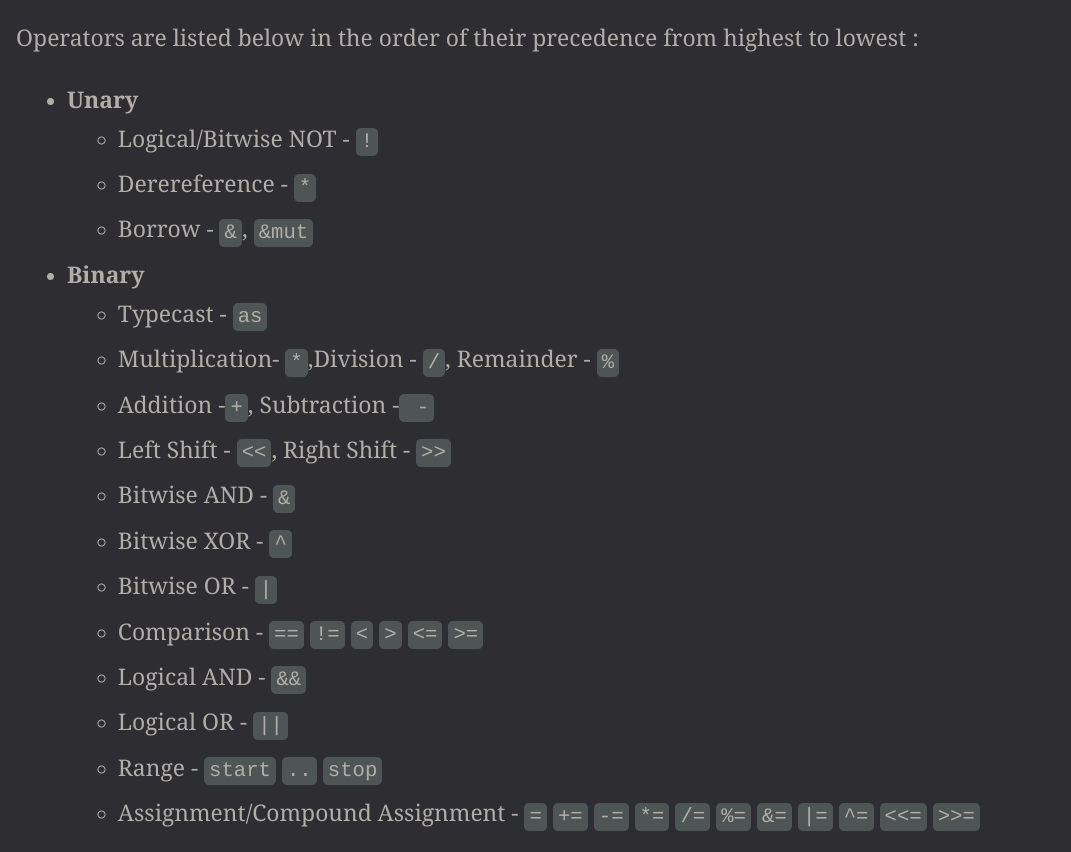 Operators are listed below in the order of their precedence from highest to lowest :
• Unary
◦ Logical/Bitwise NOT - !
◦ Derereference - *
◦ Borrow - &, &mut
• Binary
◦ Typecast - as
◦ Multiplication- *,Division - /, Remainder - %
◦ Addition -+, Subtraction - -
◦ Left Shift - <<, Right Shift - >>
◦ Bitwise AND - &
◦ Bitwise XOR - ^
◦ Bitwise OR - |
◦ Comparison - == != < > <= >=
◦ Logical AND - &&
◦ Logical OR - ||
◦ Range - start .. stop
◦ Assignment/Compound Assignment - = += -= *= /= %= &= |= ^= <<= >>=